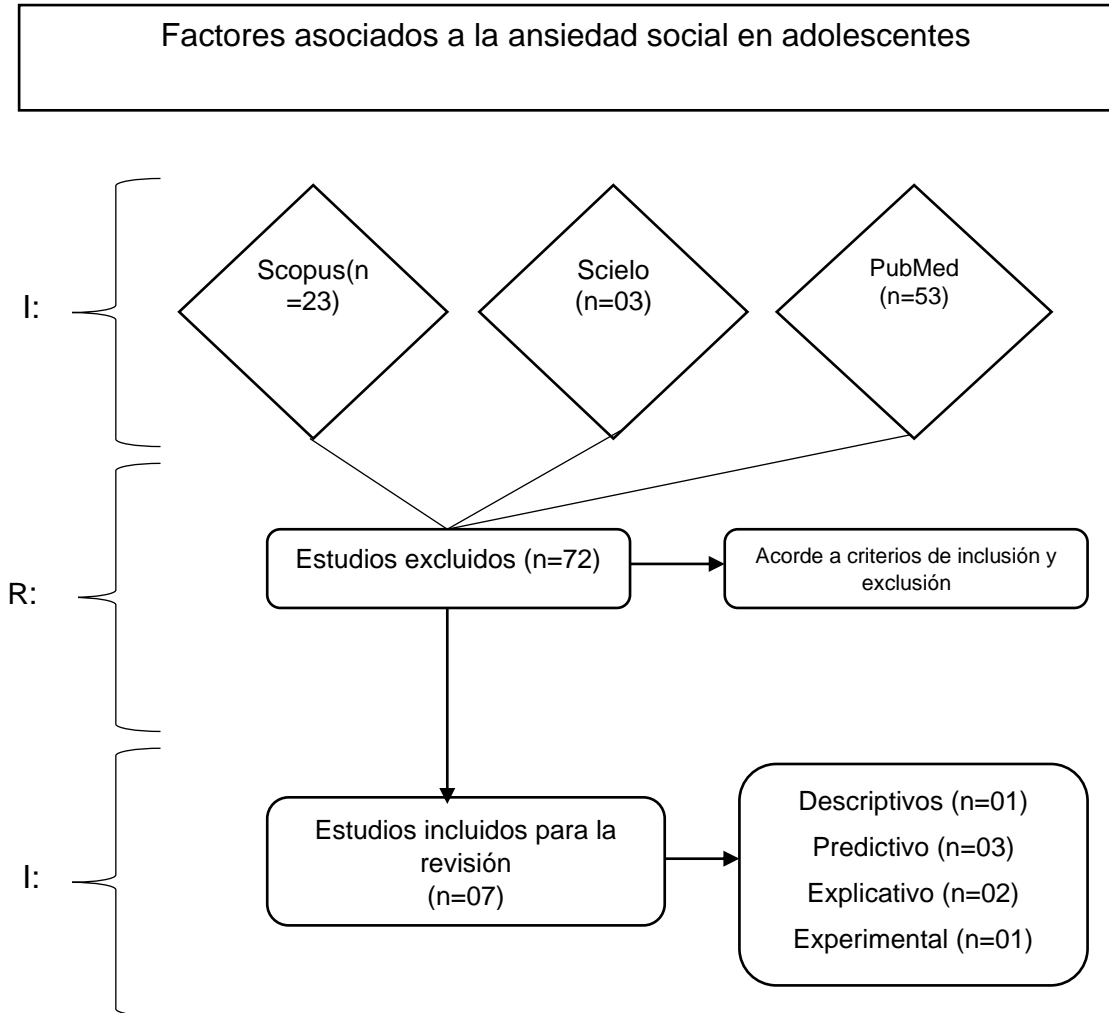 Factores asociados a la ansiedad social en adolescentes
I:
Scopus(n
=23)
Scielo
(n=03)
PubMed
(n=53)
R:
Estudios excluidos (n=72)
Acorde a criterios de inclusión y
exclusión
I:
Estudios incluidos para la
revisión
(n=07)
Descriptivos (n=01)
Predictivo (n=03)
Explicativo (n=02)
Experimental (n=01)